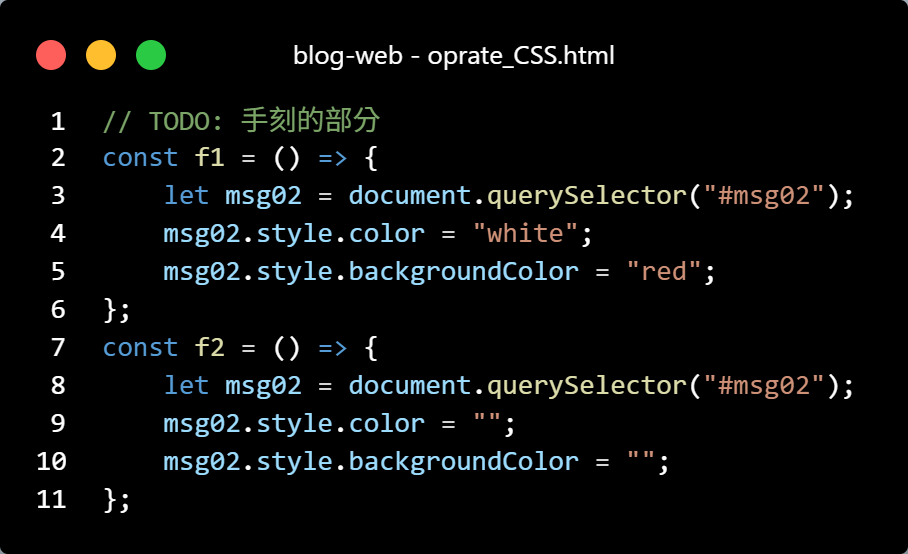 blog-web - oprate_CSS.html
1 // TODO: 手刻的部分
2 const f1 = () => {
3     let msg02 = document.querySelector("#msg02");
4     msg02.style.color = "white";
5     msg02.style.backgroundColor = "red";
6 };
7 const f2 = () => {
8     let msg02 = document.querySelector("#msg02");
9     msg02.style.color = "";
10     msg02.style.backgroundColor = "";
11 };